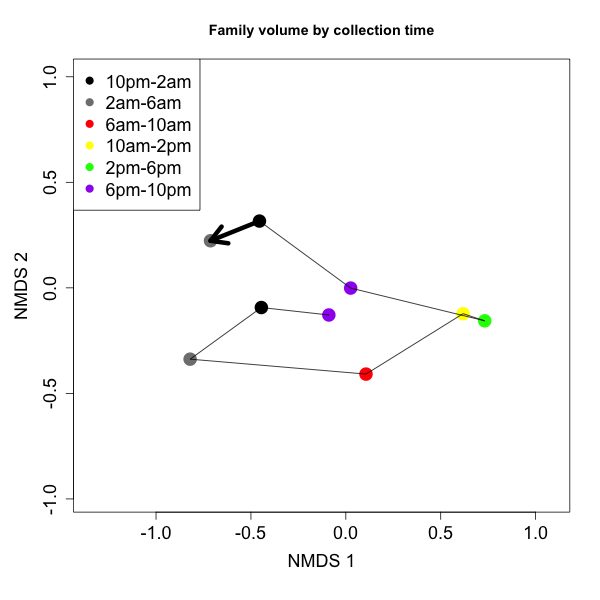 Family volume by collection time
10pm-2am
2am-6am
6am-10am
10am-2pm
2pm-6pm
6pm-10pm
1.0
0.5
0.0
-0.5
-1.0
NMDS 2
-1.0 -0.5 0.0 0.5 1.0
NMDS 1